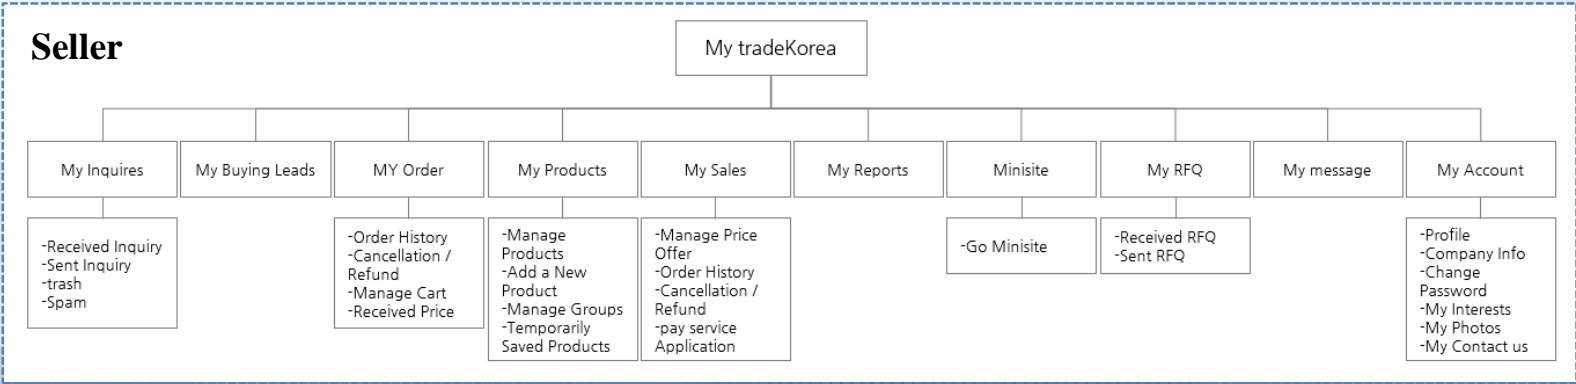 Seller
My tradeKorea
My Inquires
My Buying Leads
MY Order
My Products
My Sales
My Reports
Minisite
My RFQ
My message
My Account
-Received Inquiry
-Sent Inquiry
-trash
-Spam
-Order History
-Cancellation /
Refund
-Manage Cart
-Received Price
-Manage
Products
-Add a New
Product
-Manage Groups
-Temporarily
Saved Products
-Manage Price
Offer
-Order History
-Cancellation /
Refund
-pay service
Application
-Go Minisite
-Received RFQ
-Sent RFQ
-Profile
-Company Info
-Change
Password
-My Interests
-My Photos
-My Contact us